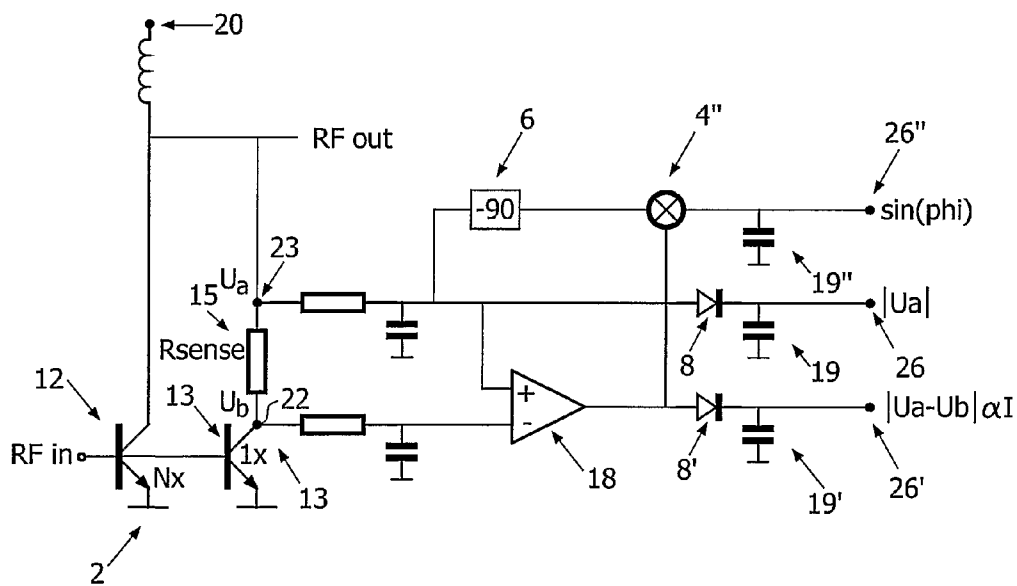 20
RF out
6
4"
26"
-90
sin(phi)
23
Ua
15
Rsense
19"
|Ua|
8
19
26
12
13
Ub
22
+
-
|Ua-Ub| αI
RF in
Nx
1x
13
18
8'
19'
26'
2